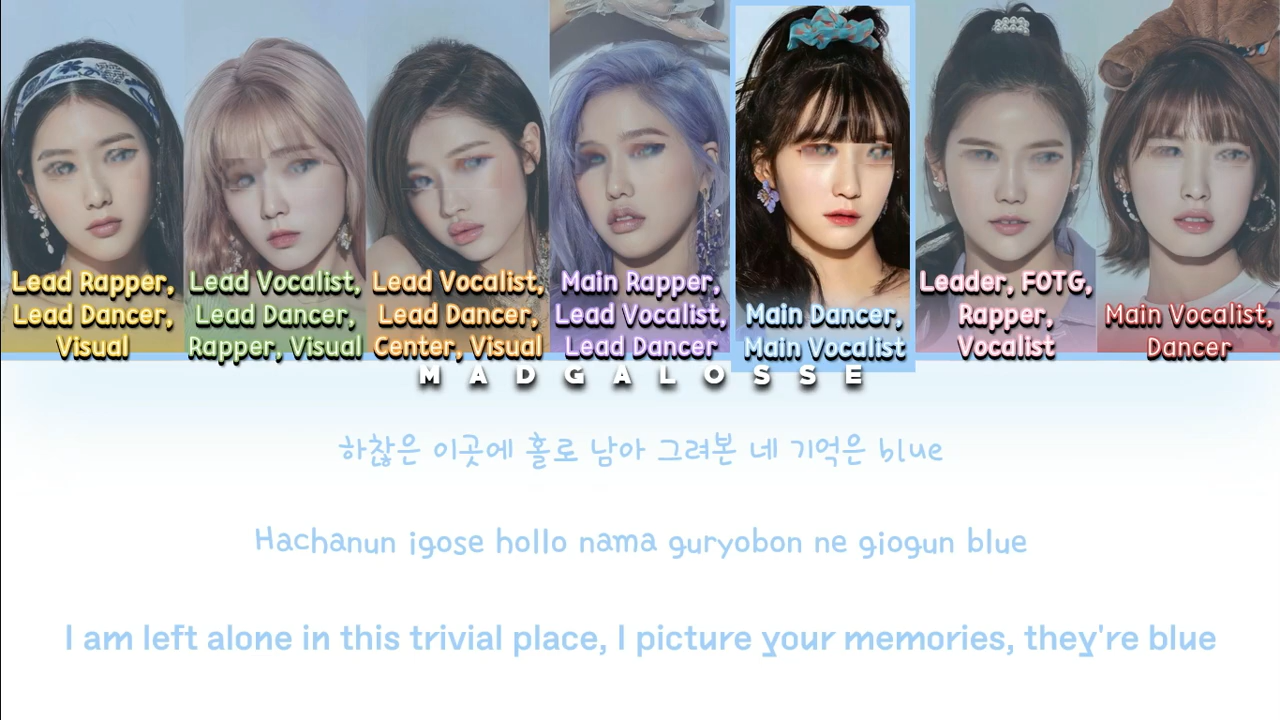 Lead Rapper,
Lead Dancer,
Visual
Lead Vocalist,
Lead Dancer,
Rapper, Visual
Lead Vocalist,
Lead Dancer,
Center, Visual
Main Rapper,
Lead Vocalist,
Lead Dancer
Main Dancer,
Main Vocalist
Leader, FOTG,
Rapper,
Vocalist
Main Vocalist,
Dancer
MADGALOSSE
하찮은 이곳에 홀로 남아 그려본 네 기억은 blue
Hachanun igose hollo nama guryobon ne giogun blue
I am left alone in this trivial place, I picture your memories, they're blue